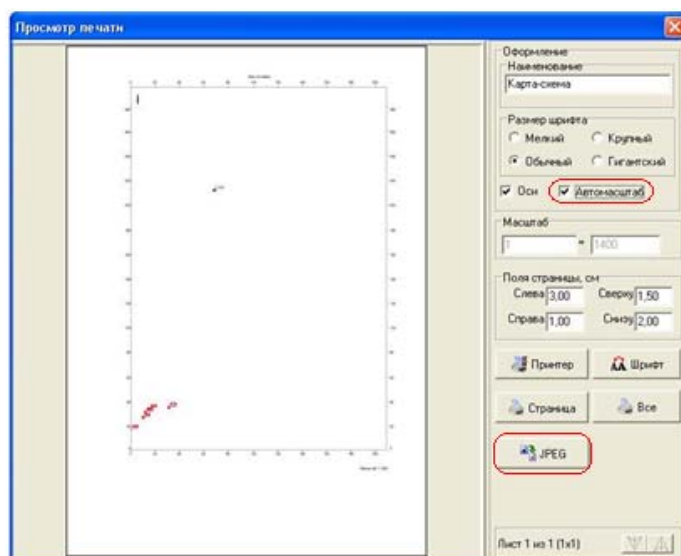 Просмотр печати
Оформление
Наименование
Карта-схема
Размер шрифта
Мелкий Крупный
Обычный Гигантский
Оси Автомасштаб
Масштаб
1 = 1400
Поля страницы, см
Слева 3,00 Сверху 1,50
Справа 1,00 Снизу 2,00
Принтер Шрифт
Страница Все
JPEG
Лист 1 из 1 (1x1)